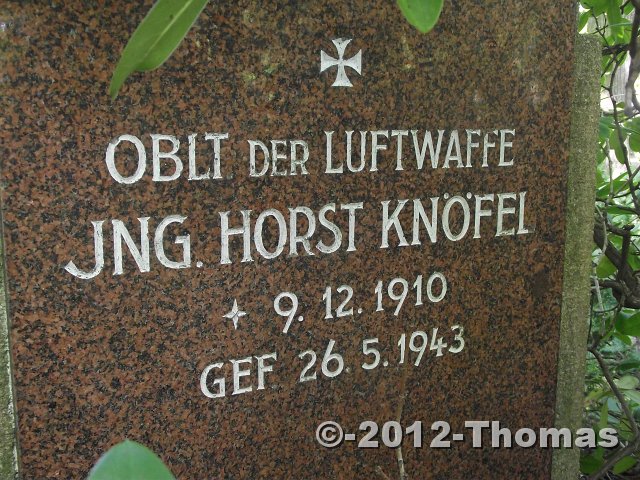 OBLT DER LUFTWAFFE
JNG. HORST KNÖFEL
9. 12. 1910
GEF 26. 5. 1943
©-2012-Thomas